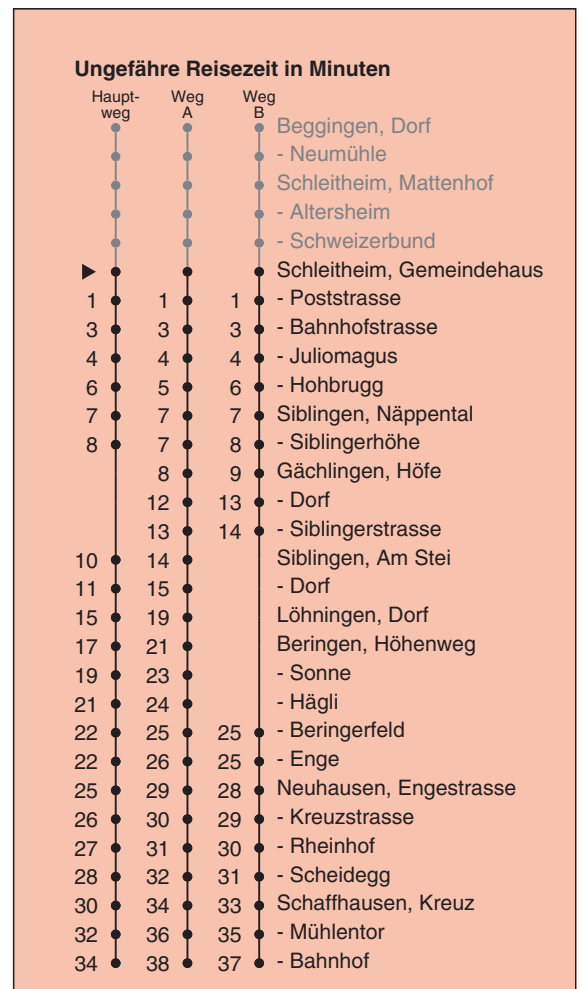 Ungefähre Reisezeit in Minuten
Haupt- Weg Weg
weg A B
Beggingen, Dorf
- Neumühle
Schleitheim, Mattenhof
- Altersheim
- Schweizerbund
Schleitheim, Gemeindehaus
1 1 1 - Poststrasse
3 3 3 - Bahnhofstrasse
4 4 4 - Juliomagus
6 5 6 - Hohbrugg
7 7 7 Siblingen, Näppental
8 7 8 - Siblingerhöhe
8 9 Gächlingen, Höfe
12 13 - Dorf
13 14 - Siblingerstrasse
10 14 Siblingen, Am Stei
11 15 - Dorf
15 19 Löhningen, Dorf
17 21 Beringen, Höhenweg
19 23 - Sonne
21 24 - Hägli
22 25 25 - Beringerfeld
22 26 25 - Enge
25 29 28 Neuhausen, Engestrasse
26 30 29 - Kreuzstrasse
27 31 30 - Rheinhof
28 32 31 - Scheidegg
30 34 33 Schaffhausen, Kreuz
32 36 35 - Mühlentor
34 38 37 - Bahnhof